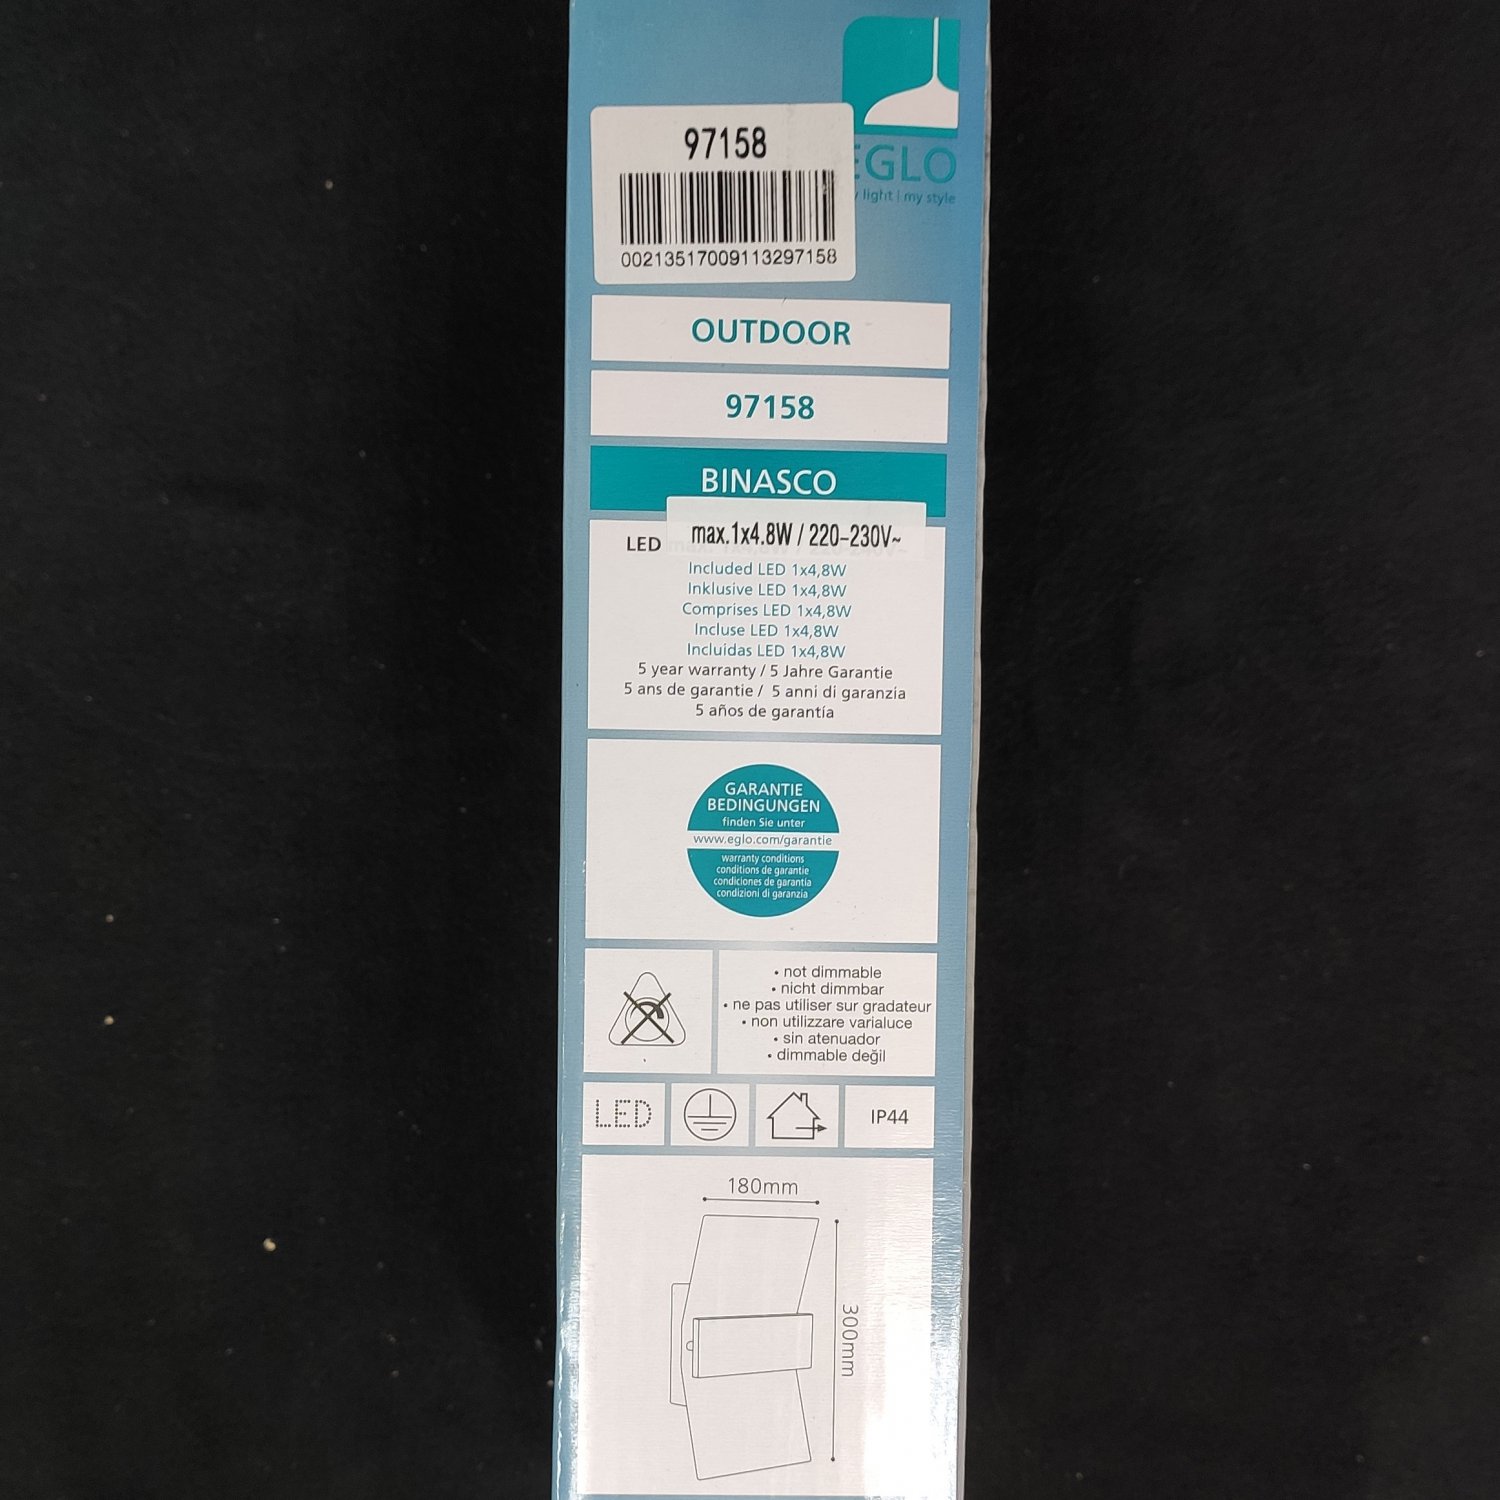 97158
00213517009113297158
EGLO
light | my style
OUTDOOR
97158
BINASCO
LED max.1x4.8W / 220-230V~
Included LED 1x4,8W
Inklusive LED 1x4,8W
Comprises LED 1x4,8W
Incluse LED 1x4,8W
Incluídas LED 1x4,8W
5 year warranty / 5 Jahre Garantie
5 ans de garantie / 5 anni di garanzia
5 años de garantía
GARANTIE
BEDINGUNGEN
finden Sie unter
www.eglo.com/garantie
warranty conditions
conditions de garantie
condiciones de garantía
condizioni di garanzia
• not dimmable
• nicht dimmbar
• ne pas utiliser sur gradateur
• non utilizzare varialuce
• sin atenuador
• dimmable değil
LED
IP44
180mm
300mm